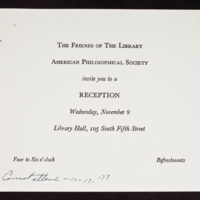 THE FRIENDS OF THE LIBRARY
AMERICAN PHILOSOPHICAL SOCIETY
invite you to a
RECEPTION
Wednesday, November 9
Library Hall, 105 South Fifth Street
Four to Six o'clock Refreshments